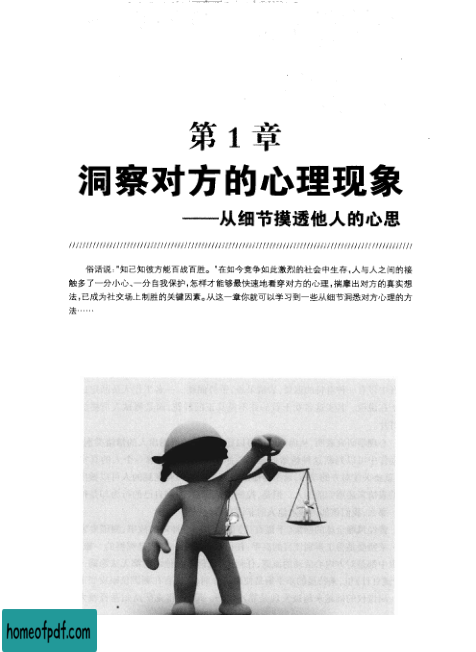 第1章
洞察对方的心理现象
——从细节摸透他人的心思
俗话说:“知己知彼方能百战百胜。”在如今竞争如此激烈的社会中生存,人与人之间的接
触多了一分小心、一分自我保护,怎样才能够最快速地看穿对方的心理,揣摩出对方的真实想
法,已成为社交场上制胜的关键因素。从这一章你就可以学习到一些从细节洞悉对方心理的方
法……
homeofpdf.com